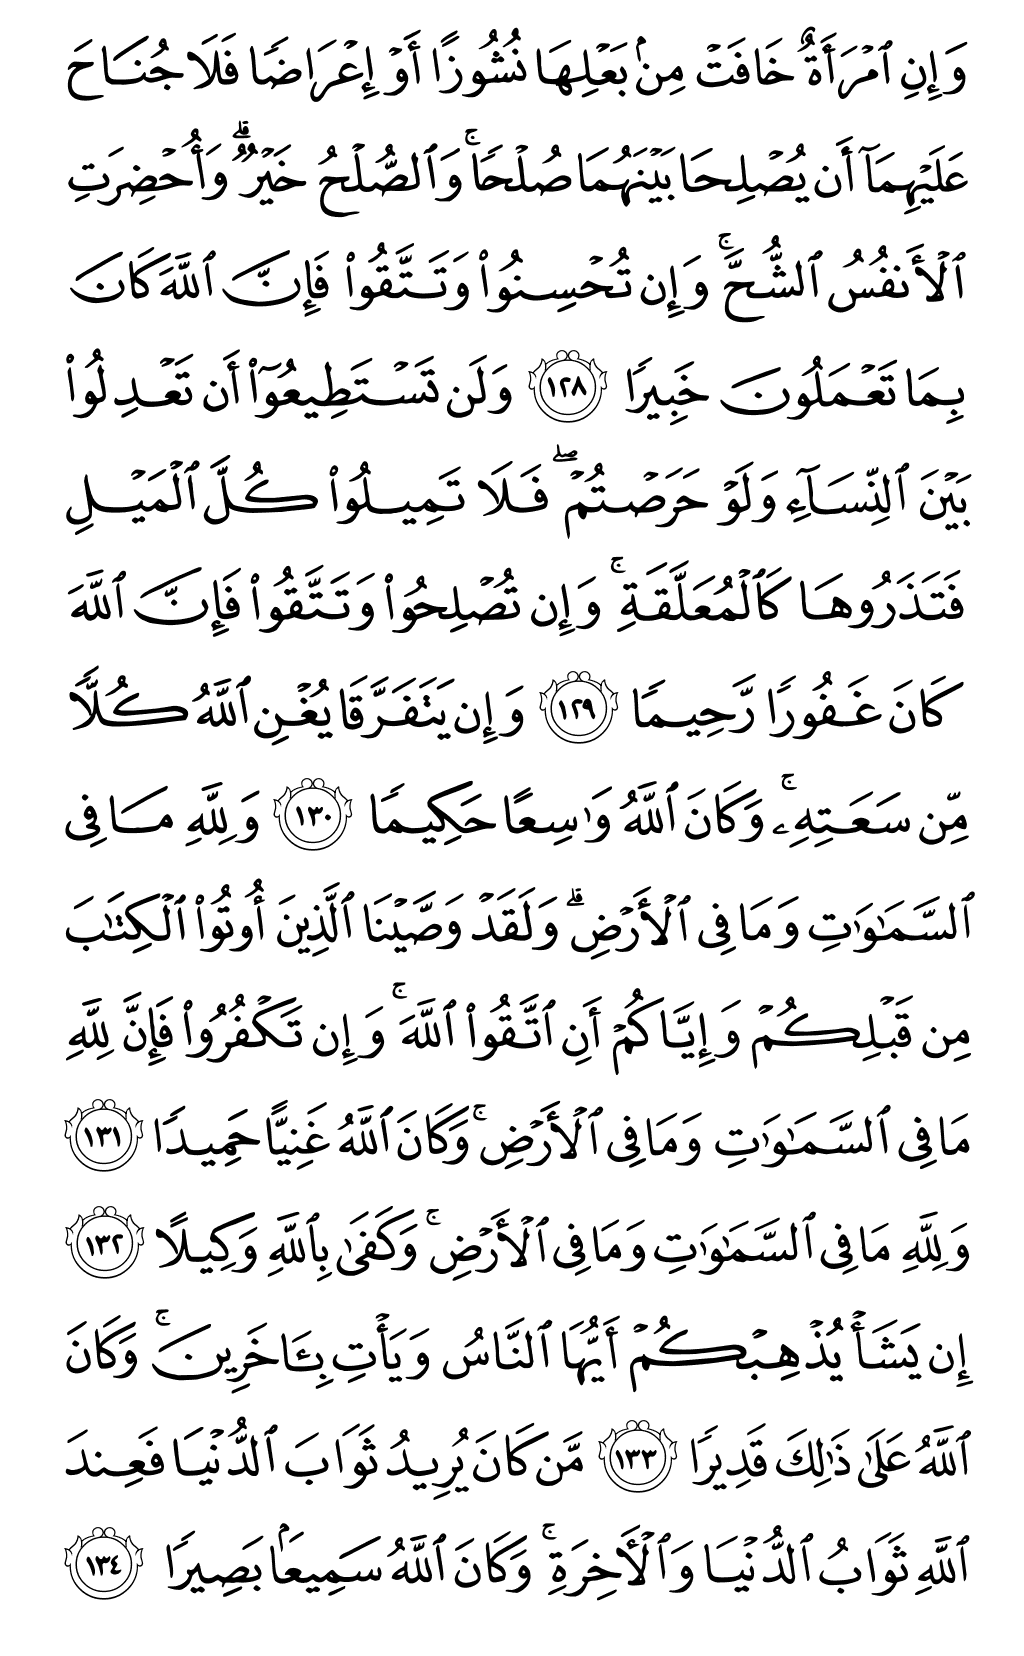 وَإِنِ ٱمۡرَأَةٌ خَافَتۡ مِنۢ بَعۡلِهَا نُشُوزًا أَوۡ إِعۡرَاضٗا فَلَا جُنَاحَ
عَلَيۡهِمَآ أَن يُصۡلِحَا بَيۡنَهُمَا صُلۡحٗاۚ وَٱلصُّلۡحُ خَيۡرٞۗ وَأُحۡضِرَتِ
ٱلۡأَنفُسُ ٱلشُّحَّۚ وَإِن تُحۡسِنُواْ وَتَتَّقُواْ فَإِنَّ ٱللَّهَ كَانَ
بِمَا تَعۡمَلُونَ خَبِيرٗا ١٢٨ وَلَن تَسۡتَطِيعُوٓاْ أَن تَعۡدِلُواْ
بَيۡنَ ٱلنِّسَآءِ وَلَوۡ حَرَصۡتُمۡۖ فَلَا تَمِيلُواْ كُلَّ ٱلۡمَيۡلِ
فَتَذَرُوهَا كَٱلۡمُعَلَّقَةِۚ وَإِن تُصۡلِحُواْ وَتَتَّقُواْ فَإِنَّ ٱللَّهَ
كَانَ غَفُورٗا رَّحِيمٗا ١٢٩ وَإِن يَتَفَرَّقَا يُغۡنِ ٱللَّهُ كُلّٗا
مِّن سَعَتِهِۦۚ وَكَانَ ٱللَّهُ وَٰسِعًا حَكِيمٗا ١٣٠ وَلِلَّهِ مَا فِي
ٱلسَّمَٰوَٰتِ وَمَا فِي ٱلۡأَرۡضِۗ وَلَقَدۡ وَصَّيۡنَا ٱلَّذِينَ أُوتُواْ ٱلۡكِتَٰبَ
مِن قَبۡلِكُمۡ وَإِيَّاكُمۡ أَنِ ٱتَّقُواْ ٱللَّهَۚ وَإِن تَكۡفُرُواْ فَإِنَّ لِلَّهِ
مَا فِي ٱلسَّمَٰوَٰتِ وَمَا فِي ٱلۡأَرۡضِۚ وَكَانَ ٱللَّهُ غَنِيًّا حَمِيدٗا ١٣١
وَلِلَّهِ مَا فِي ٱلسَّمَٰوَٰتِ وَمَا فِي ٱلۡأَرۡضِۚ وَكَفَىٰ بِٱللَّهِ وَكِيلًا ١٣٢
إِن يَشَأۡ يُذۡهِبۡكُمۡ أَيُّهَا ٱلنَّاسُ وَيَأۡتِ بِـَٔاخَرِينَۚ وَكَانَ
ٱللَّهُ عَلَىٰ ذَٰلِكَ قَدِيرٗا ١٣٣ مَّن كَانَ يُرِيدُ ثَوَابَ ٱلدُّنۡيَا فَعِندَ
ٱللَّهِ ثَوَابُ ٱلدُّنۡيَا وَٱلۡأٓخِرَةِۚ وَكَانَ ٱللَّهُ سَمِيعَۢا بَصِيرٗا ١٣٤